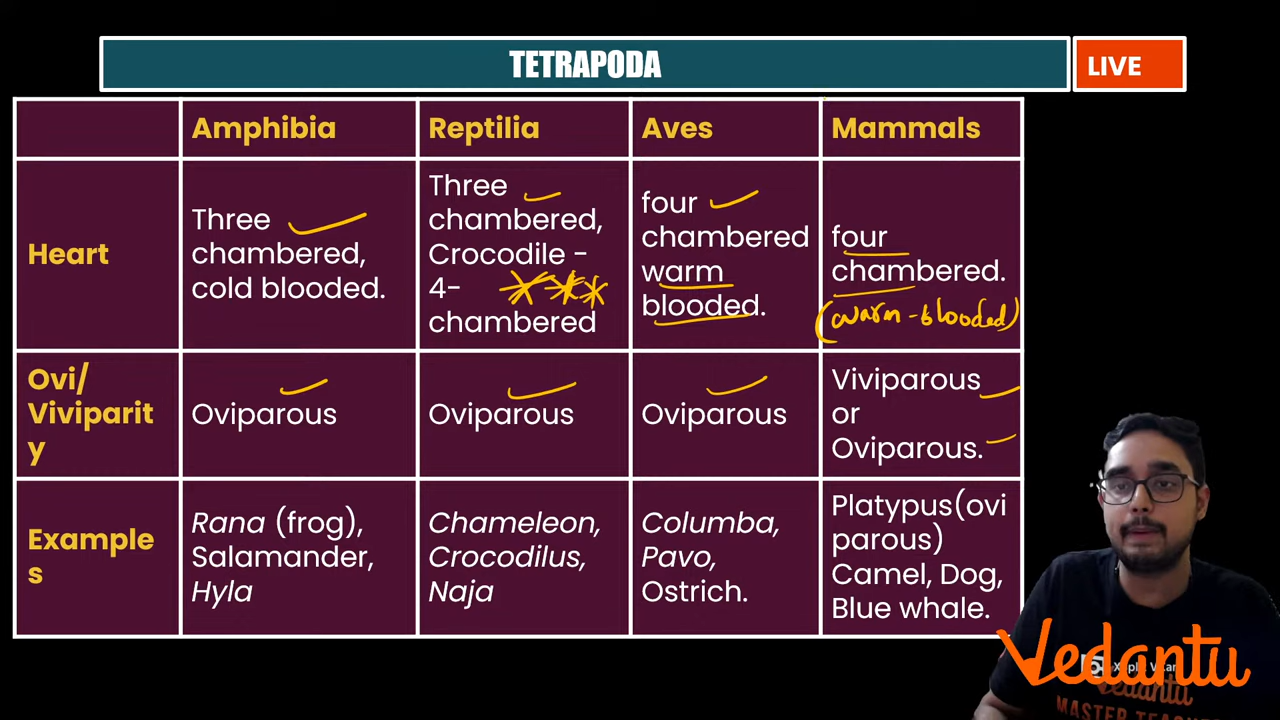 TETRAPODA
LIVE
Amphibia
Reptilia
Aves
Mammals
Heart
Three
chambered,
cold blooded.
Three
chambered,
Crocodile -
4-
chambered
four
chambered
warm
blooded.
four
chambered.
(warm-blooded)
Ovi/
Viviparit
y
Oviparous
Oviparous
Oviparous
Viviparous
or
Oviparous.
Example
s
Rana (frog),
Salamander,
Hyla
Chameleon,
Crocodilus,
Naja
Columba,
Pavo,
Ostrich.
Platypus(ovi
parous)
Camel, Dog,
Blue whale.
Vedantu
Vedantu